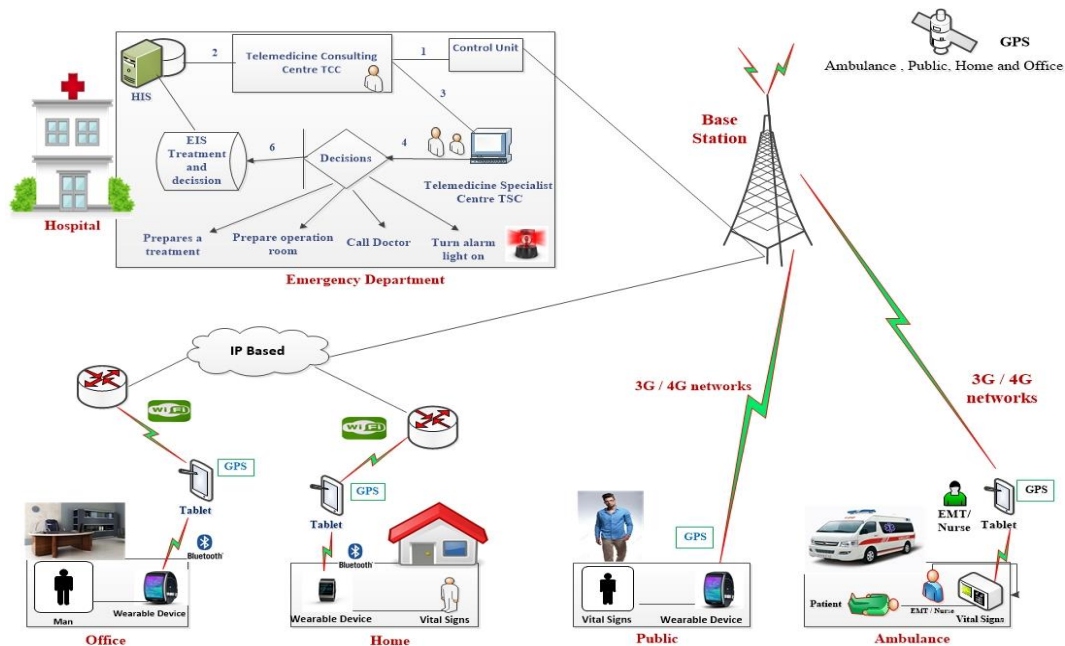 2
Telemedicine Consulting
Centre TCC
1
Control Unit
GPS
Ambulance , Public, Home and Office
HIS
3
Base
Station
EIS
Treatment
and
decission
6
Decisions
4
Telemedicine Specialist
Centre TSC
Hospital
Prepares a
treatment
Prepare operation
room
Call Doctor
Turn alarm
light on
Emergency Department
IP Based
3G / 4G networks
3G / 4G
networks
WiFi
WiFi
GPS
GPS
GPS
GPS
Tablet
Tablet
EMT/
Nurse
Tablet
Bluetooth
Bluetooth
Man
Wearable Device
Wearable Device
Vital Signs
Vital Signs
Wearable Device
Patient
EMT / Nurse
Vital Signs
Office
Home
Public
Ambulance